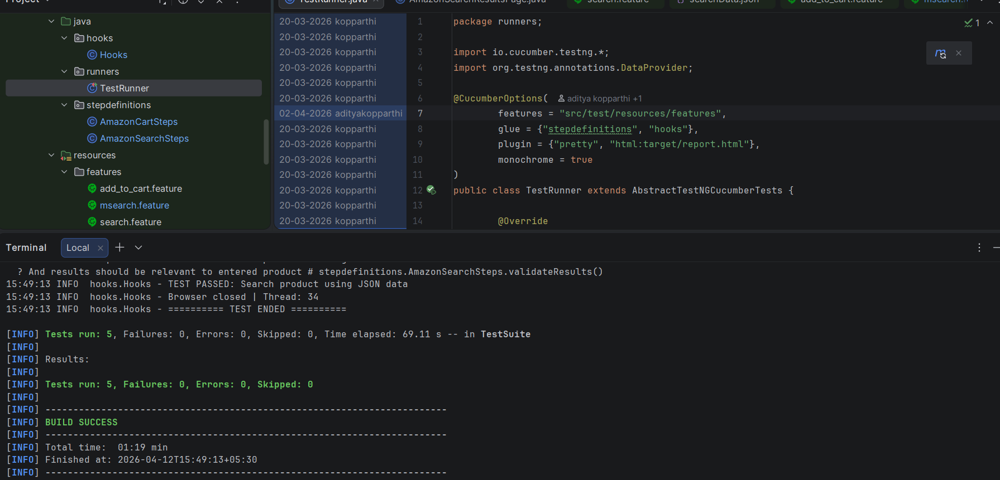 Project
TestRunner.java
AmazonSearchResultsPage.java
search.feature
searchData.json
add_to_cart.feature
java
hooks
Hooks
runners
TestRunner
stepdefinitions
AmazonCartSteps
AmazonSearchSteps
resources
features
add_to_cart.feature
msearch.feature
search.feature
20-03-2026 kopparthi 1 package runners;
20-03-2026 kopparthi 2
20-03-2026 kopparthi 3 import io.cucumber.testng.*;
20-03-2026 kopparthi 4 import org.testng.annotations.DataProvider;
20-03-2026 kopparthi 5
20-03-2026 kopparthi 6 @CucumberOptions( aditya kopparthi +1
02-04-2026 adityakopparthi 7 features = "src/test/resources/features",
20-03-2026 kopparthi 8 glue = {"stepdefinitions", "hooks"},
20-03-2026 kopparthi 9 plugin = {"pretty", "html:target/report.html"},
20-03-2026 kopparthi 10 monochrome = true
20-03-2026 kopparthi 11 )
20-03-2026 kopparthi 12 public class TestRunner extends AbstractTestNGCucumberTests {
20-03-2026 kopparthi 13
20-03-2026 kopparthi 14 @Override
1
Terminal Local
? And results should be relevant to entered product # stepdefinitions.AmazonSearchSteps.validateResults()
15:49:13 INFO hooks.Hooks - TEST PASSED: Search product using JSON data
15:49:13 INFO hooks.Hooks - Browser closed | Thread: 34
15:49:13 INFO hooks.Hooks - ========== TEST ENDED ==========
[INFO] Tests run: 5, Failures: 0, Errors: 0, Skipped: 0, Time elapsed: 69.11 s -- in TestSuite
[INFO]
[INFO] Results:
[INFO]
[INFO] Tests run: 5, Failures: 0, Errors: 0, Skipped: 0
[INFO]
[INFO] ------------------------------------------------------------------------
[INFO] BUILD SUCCESS
[INFO] ------------------------------------------------------------------------
[INFO] Total time: 01:19 min
[INFO] Finished at: 2026-04-12T15:49:13+05:30
[INFO] ------------------------------------------------------------------------